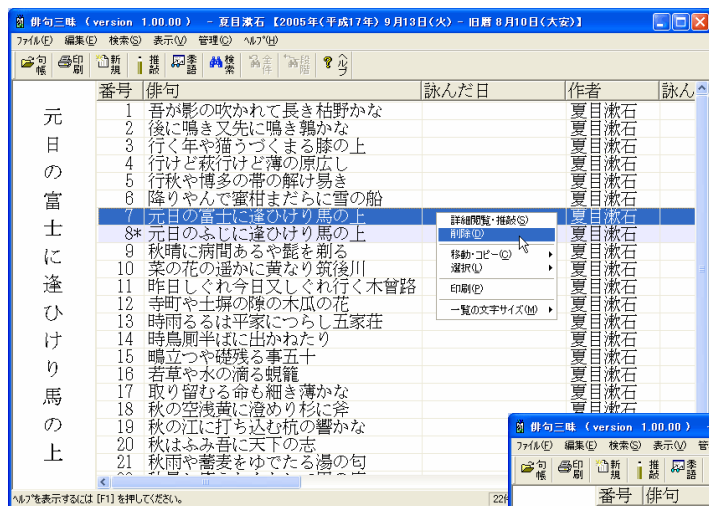 俳句三昧 （version 1.00.00 ） - 夏目漱石【2005年(平成17年) 9月13日(火) - 旧暦 8月10日(大安)】
ファイル(F) 編集(E) 検索(S) 表示(V) 管理(C) ヘルプ(H)
句帳 印刷 新規 推敲 季語 検索 全件 段階 ヘルプ
番号 俳句 詠んだ日 作者 詠ん
元日の富士に逢ひけり馬の上
1 吾が影の吹かれて長き枯野かな 夏目漱石
2 後に鳴き又先に鳴き鶉かな 夏目漱石
3 行く年や猫うづくまる膝の上 夏目漱石
4 行けど萩行けど薄の原広し 夏目漱石
5 行秋や博多の帯の解け易き 夏目漱石
6 降りやんで蜜柑まだらに雪の船 夏目漱石
7 元日の富士に逢ひけり馬の上 夏目漱石
8* 元日のふじに逢ひけり馬の上 夏目漱石
9 秋晴に病間あるや髭を剃る 夏目漱石
10 菜の花の遥かに黄なり筑後川 夏目漱石
11 昨日しぐれ今日又しぐれ行く木曾路 夏目漱石
12 寺町や土塀の隙の木瓜の花 夏目漱石
13 時雨るるは平家につらし五家荘 夏目漱石
14 時鳥厠半ばに出かねたり 夏目漱石
15 鴫立つや礎残る事五十 夏目漱石
16 若草や水の滴る蜆籠 夏目漱石
17 取り留むる命も細き薄かな 夏目漱石
18 秋の空浅黄に澄めり杉に斧 夏目漱石
19 秋の江に打ち込む杭の響かな
20 秋はふみ吾に天下の志
21 秋雨や蕎麦をゆでたる湯の匂
詳細閲覧・推敲(S)
削除(D)
移動・コピー(C)
選択(L)
印刷(P)
一覧の文字サイズ(M)
ヘルプを表示するには [F1] を押してください。 22件
俳句三昧 （version 1.00.00 ） -
ファイル(F) 編集(E) 検索(S) 表示(V) 管
句帳 印刷 新規 推敲 季語
番号 俳句